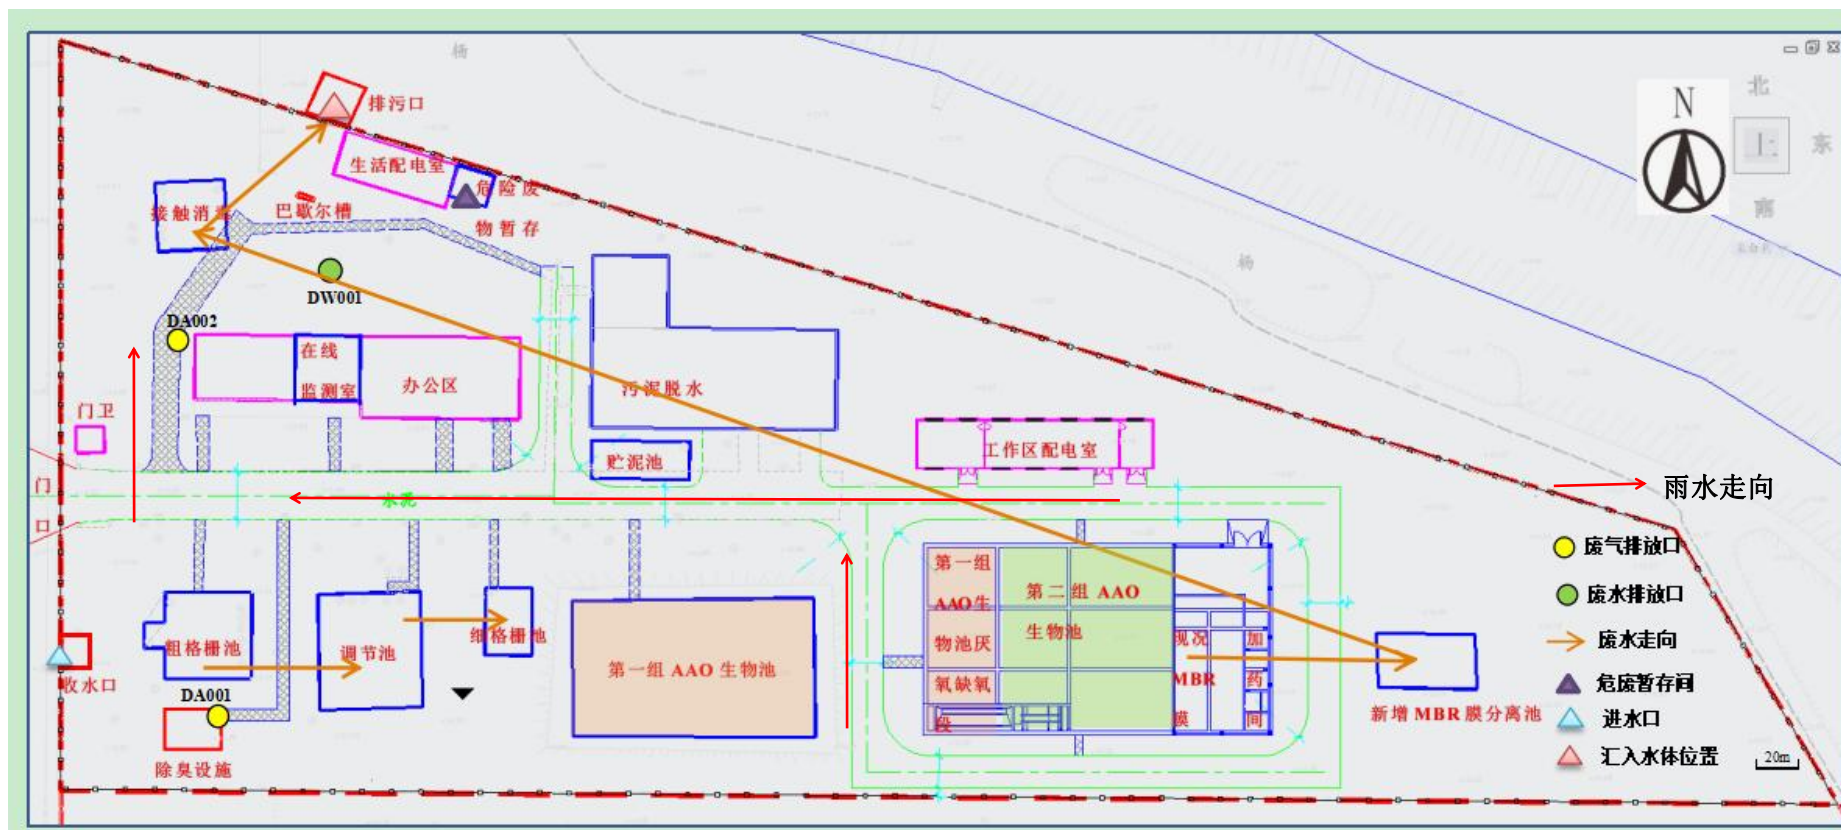 杨
N
北
上
东
南
排污口
生活配电室
危险废
物暂存
接触消
巴歇尔槽
DW001
DA002
在线
监测室
办公区
污泥脱水
杨
门卫
贮泥池
工作区配电室
门
口
水泥
雨水走向
废气排放口
废水排放口
废水走向
危废暂存间
进水口
汇入水体位置
20m
第一组
AAO生
物池厌
氧缺氧
段
第二组 AAO
生物池
现况
MBR
膜
加
药
间
新增 MBR 膜分离池
粗格栅池
调节池
细格栅池
第一组 AAO 生物池
收水口
DA001
除臭设施